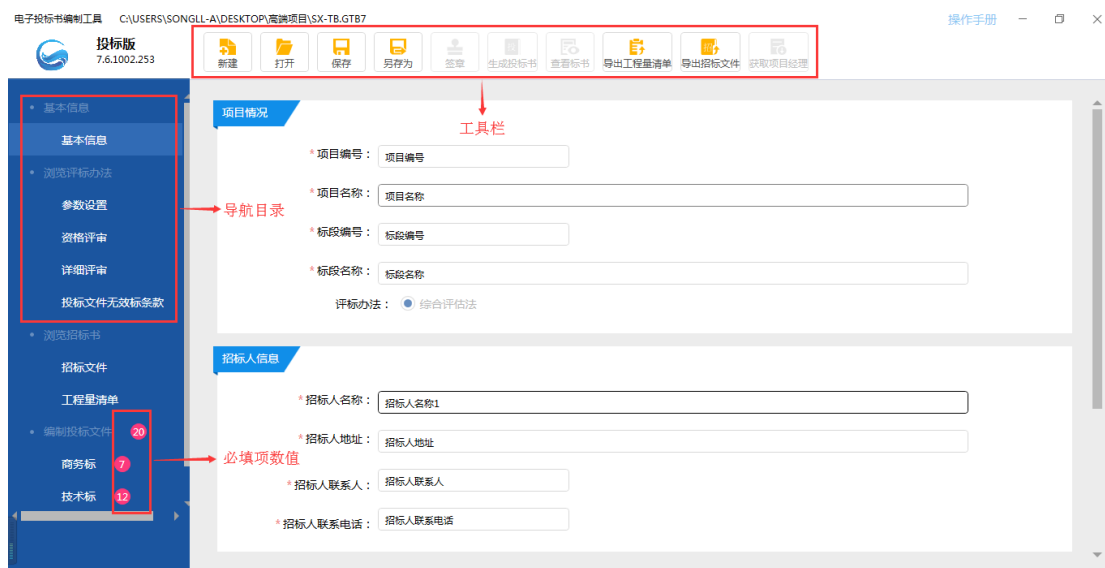 电子投标书编制工具 C:\USERS\SONGLL-A\DESKTOP\高端项目\SX-TB.GTB7 操作手册
投标版
7.6.1002.253
新建 打开 保存 另存为 签章 生成投标书 查看标书 导出工程量清单 导出招标文件 获取项目经理
工具栏
基本信息
基本信息
浏览评标办法
参数设置
资格评审
详细评审
投标文件无效标条款
浏览招标书
招标文件
工程量清单
编制投标文件 20
商务标 7
技术标 12
导航目录
必填项数值
项目情况
*项目编号： 项目编号
*项目名称： 项目名称
*标段编号： 标段编号
*标段名称： 标段名称
评标办法： 综合评估法
招标人信息
*招标人名称： 招标人名称1
*招标人地址： 招标人地址
*招标人联系人： 招标人联系人
*招标人联系电话： 招标人联系电话